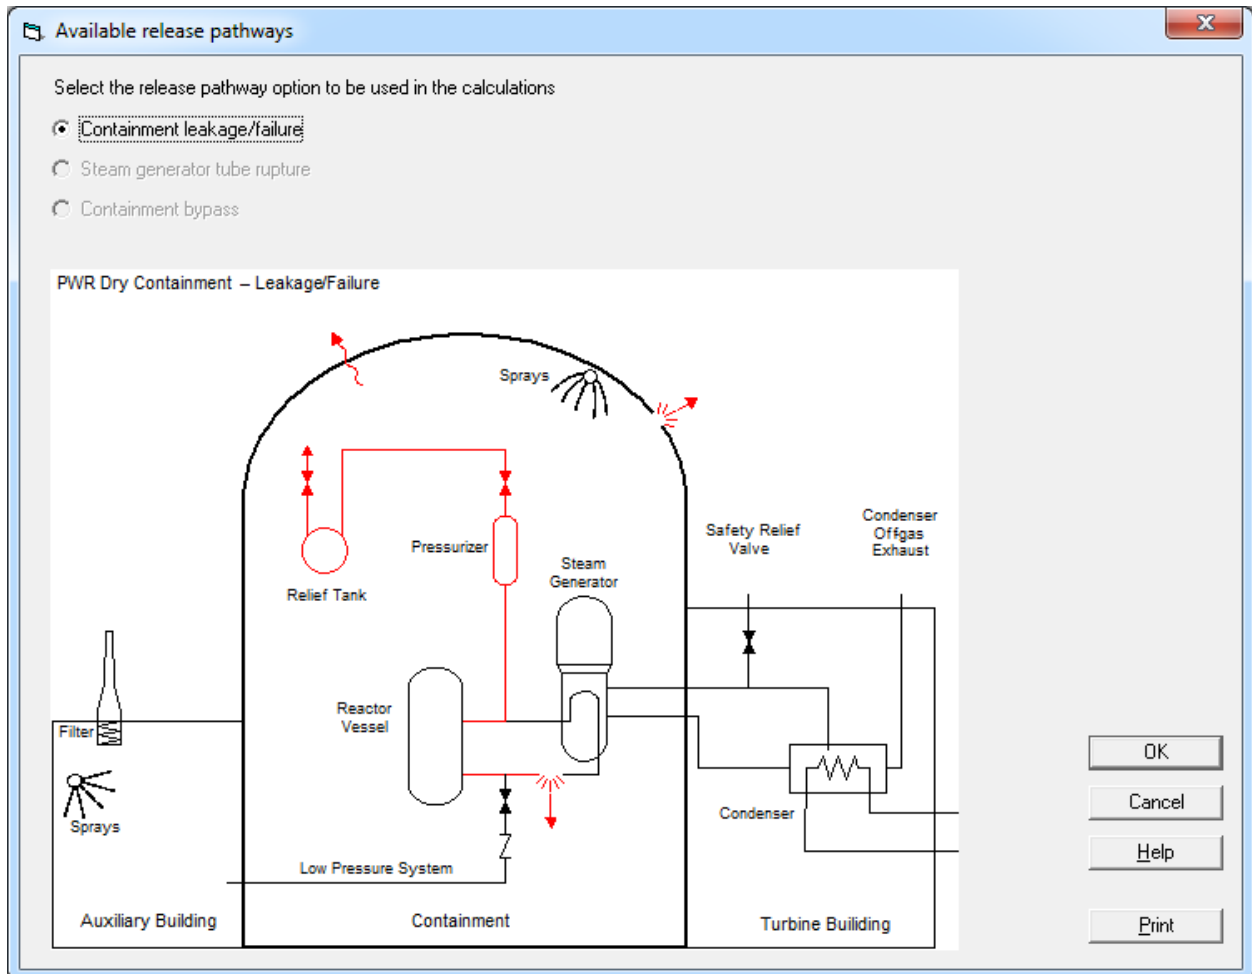 Available release pathways
Select the release pathway option to be used in the calculations
Containment leakage/failure
Steam generator tube rupture
Containment bypass
PWR Dry Containment – Leakage/Failure
Sprays
Pressurizer
Relief Tank
Steam
Generator
Safety Relief
Valve
Condenser
Offgas
Exhaust
Reactor
Vessel
Filter
Sprays
Condenser
Low Pressure System
Auxiliary Building
Containment
Turbine Builiding
OK
Cancel
Help
Print